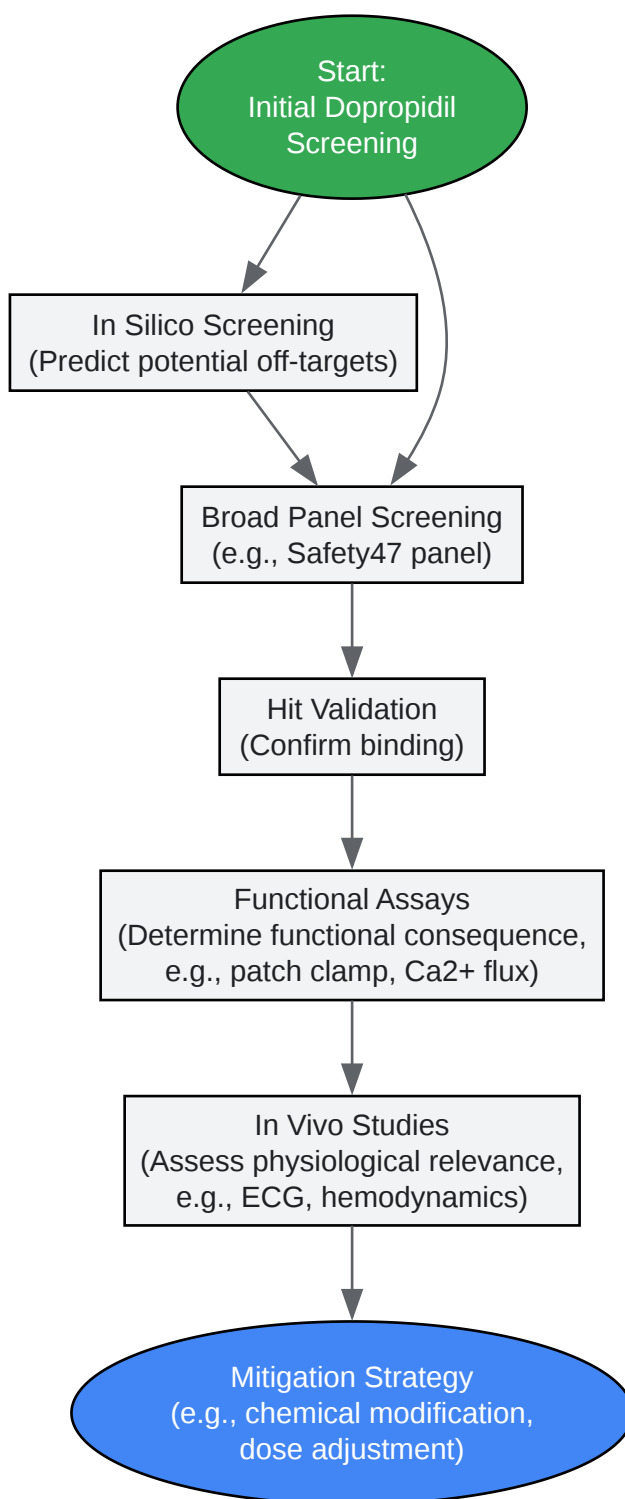 Start:
Initial Dopropidil
Screening
In Silico Screening
(Predict potential off-targets)
Broad Panel Screening
(e.g., Safety47 panel)
Hit Validation
(Confirm binding)
Functional Assays
(Determine functional consequence,
e.g., patch clamp, Ca2+ flux)
In Vivo Studies
(Assess physiological relevance,
e.g., ECG, hemodynamics)
Mitigation Strategy
(e.g., chemical modification,
dose adjustment)